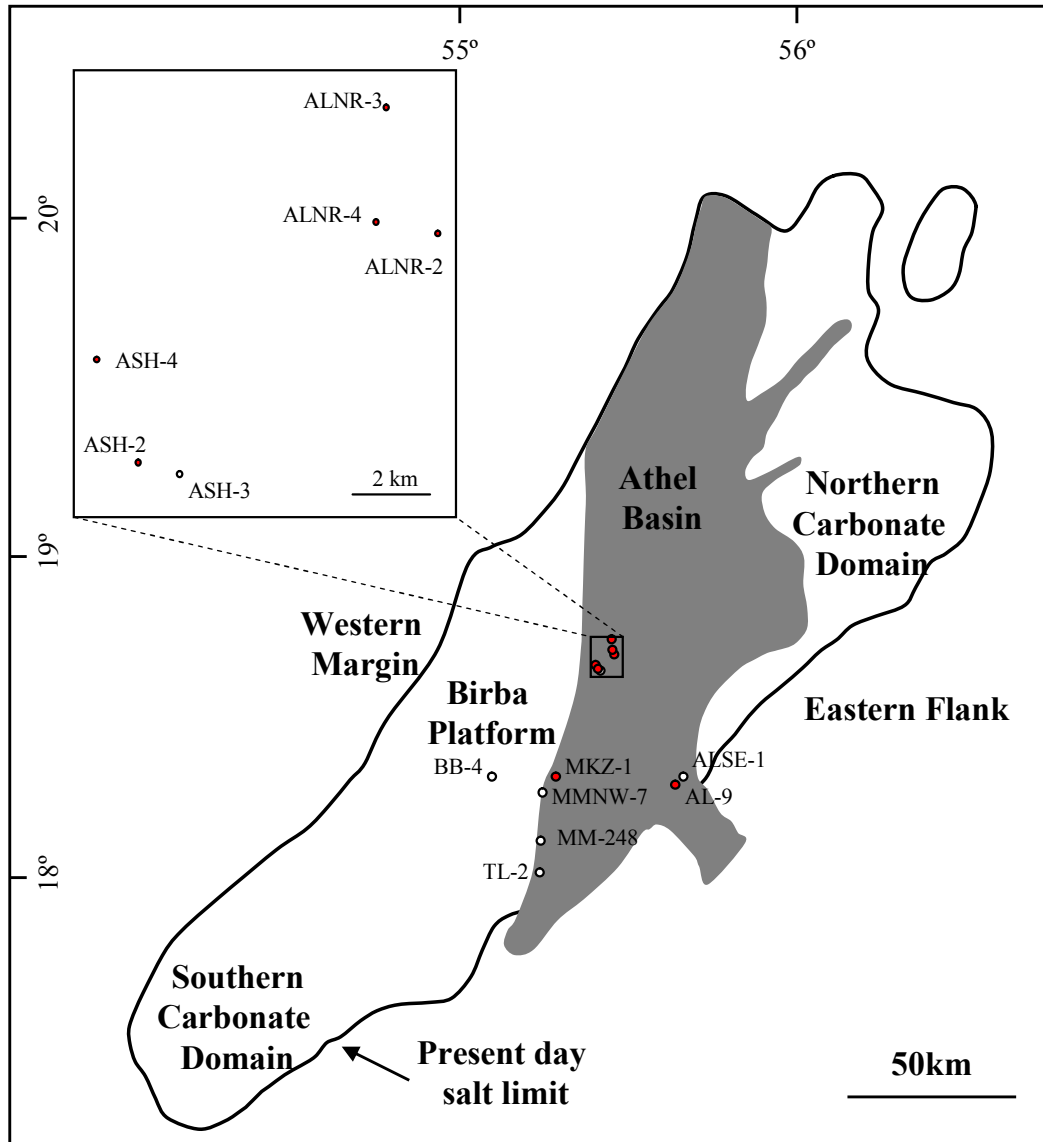 55º
56º
20º
19º
18º
ALNR-3
ALNR-4
ALNR-2
ASH-4
ASH-2
ASH-3
2 km
Athel
Basin
Northern
Carbonate
Domain
Western
Margin
Birba
Platform
Eastern Flank
BB-4
MKZ-1
ALSE-1
MMNW-7
AL-9
MM-248
TL-2
Southern
Carbonate
Domain
Present day
salt limit
50km